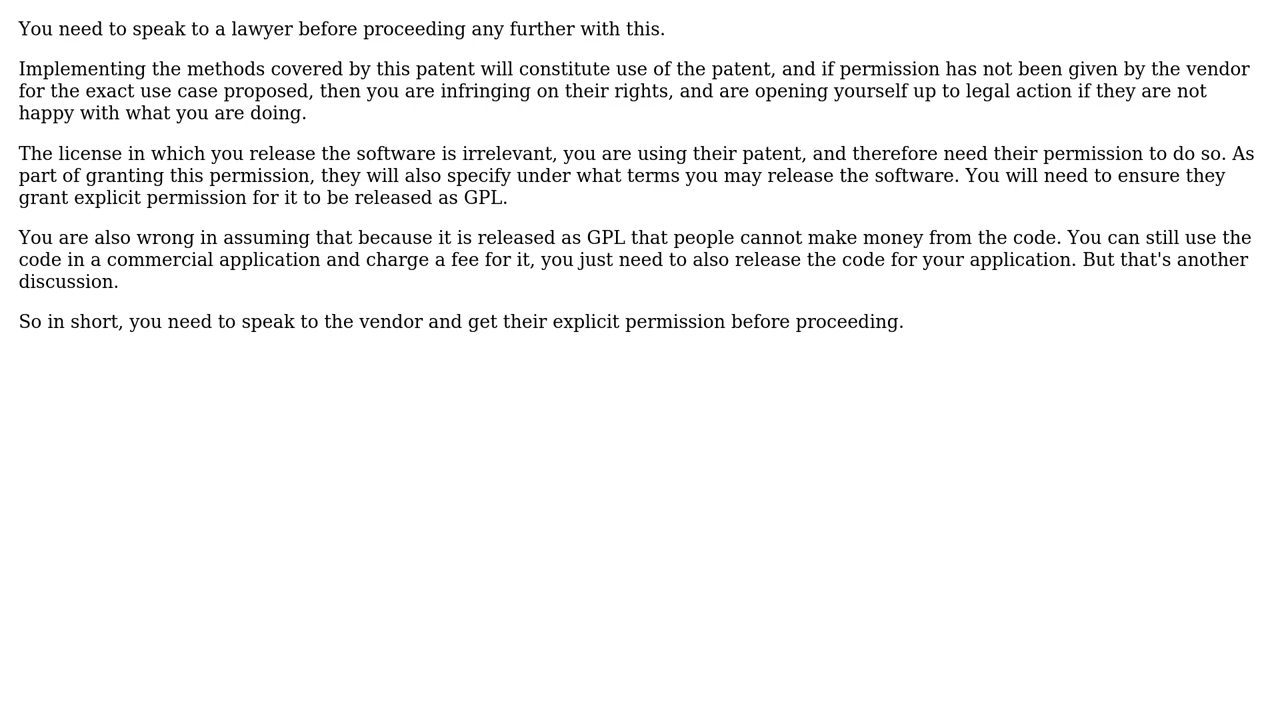 You need to speak to a lawyer before proceeding any further with this.
Implementing the methods covered by this patent will constitute use of the patent, and if permission has not been given by the vendor
for the exact use case proposed, then you are infringing on their rights, and are opening yourself up to legal action if they are not
happy with what you are doing.
The license in which you release the software is irrelevant, you are using their patent, and therefore need their permission to do so. As
part of granting this permission, they will also specify under what terms you may release the software. You will need to ensure they
grant explicit permission for it to be released as GPL.
You are also wrong in assuming that because it is released as GPL that people cannot make money from the code. You can still use the
code in a commercial application and charge a fee for it, you just need to also release the code for your application. But that's another
discussion.
So in short, you need to speak to the vendor and get their explicit permission before proceeding.